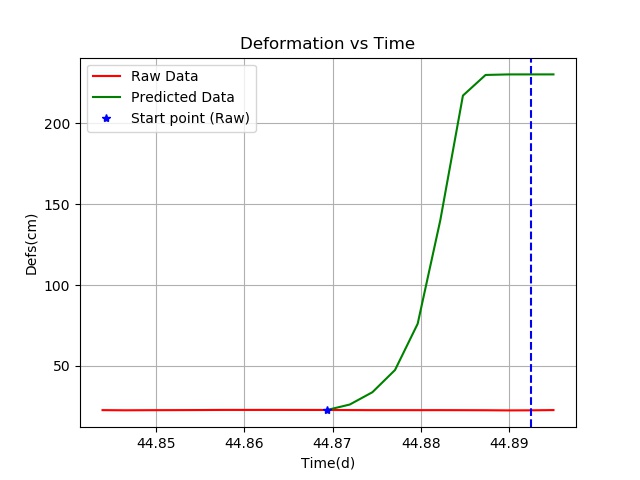 Deformation vs Time
Raw Data
Predicted Data
Start point (Raw)
200
150
100
50
Defs(cm)
44.85 44.86 44.87 44.88 44.89
Time(d)